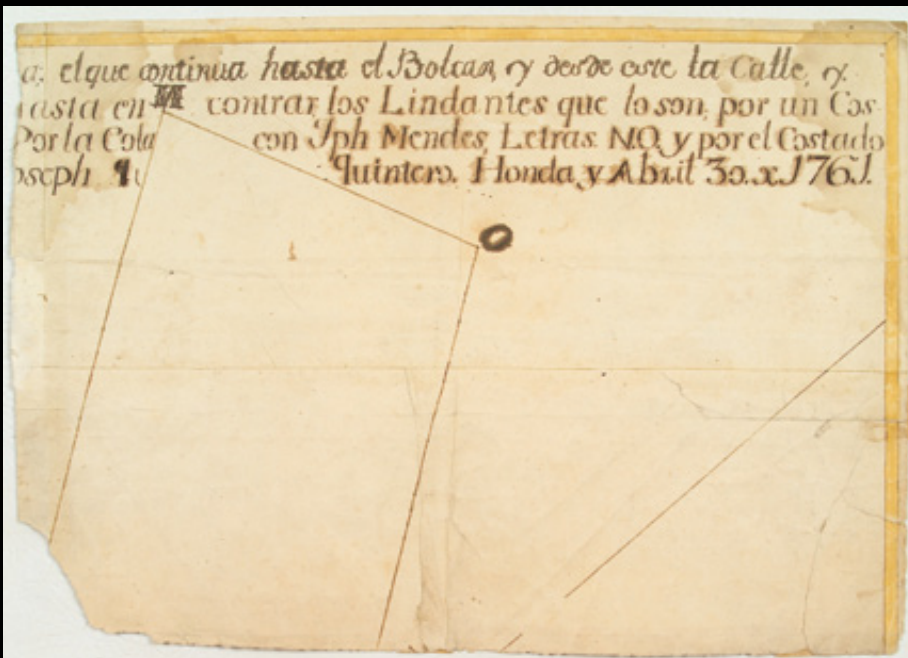 a, el que continua hasta el Bolcan, y desde este la Calle, y
hasta en M contrar, los Lindantes que lo son, por un Cos-
Por la Cola con Jph Mendes, Letras N.O. y por el Costado
oseph Quintero. Honda, y Abril 30. x 1761.
O